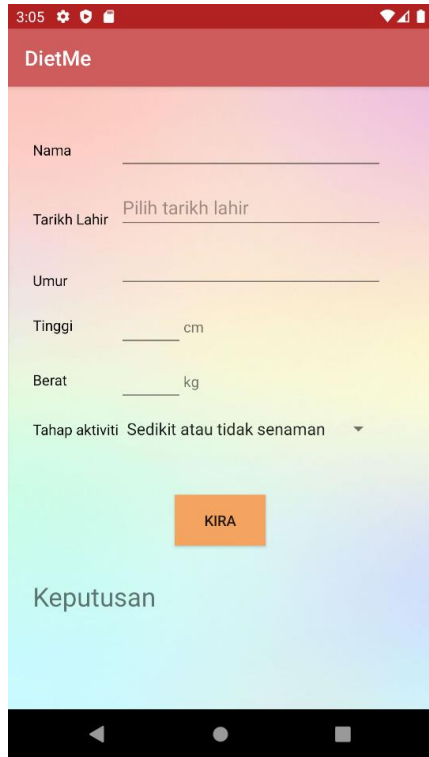 3:05
DietMe
Nama
Tarikh Lahir Pilih tarikh lahir
Umur
Tinggi cm
Berat kg
Tahap aktiviti Sedikit atau tidak senaman
KIRA
Keputusan